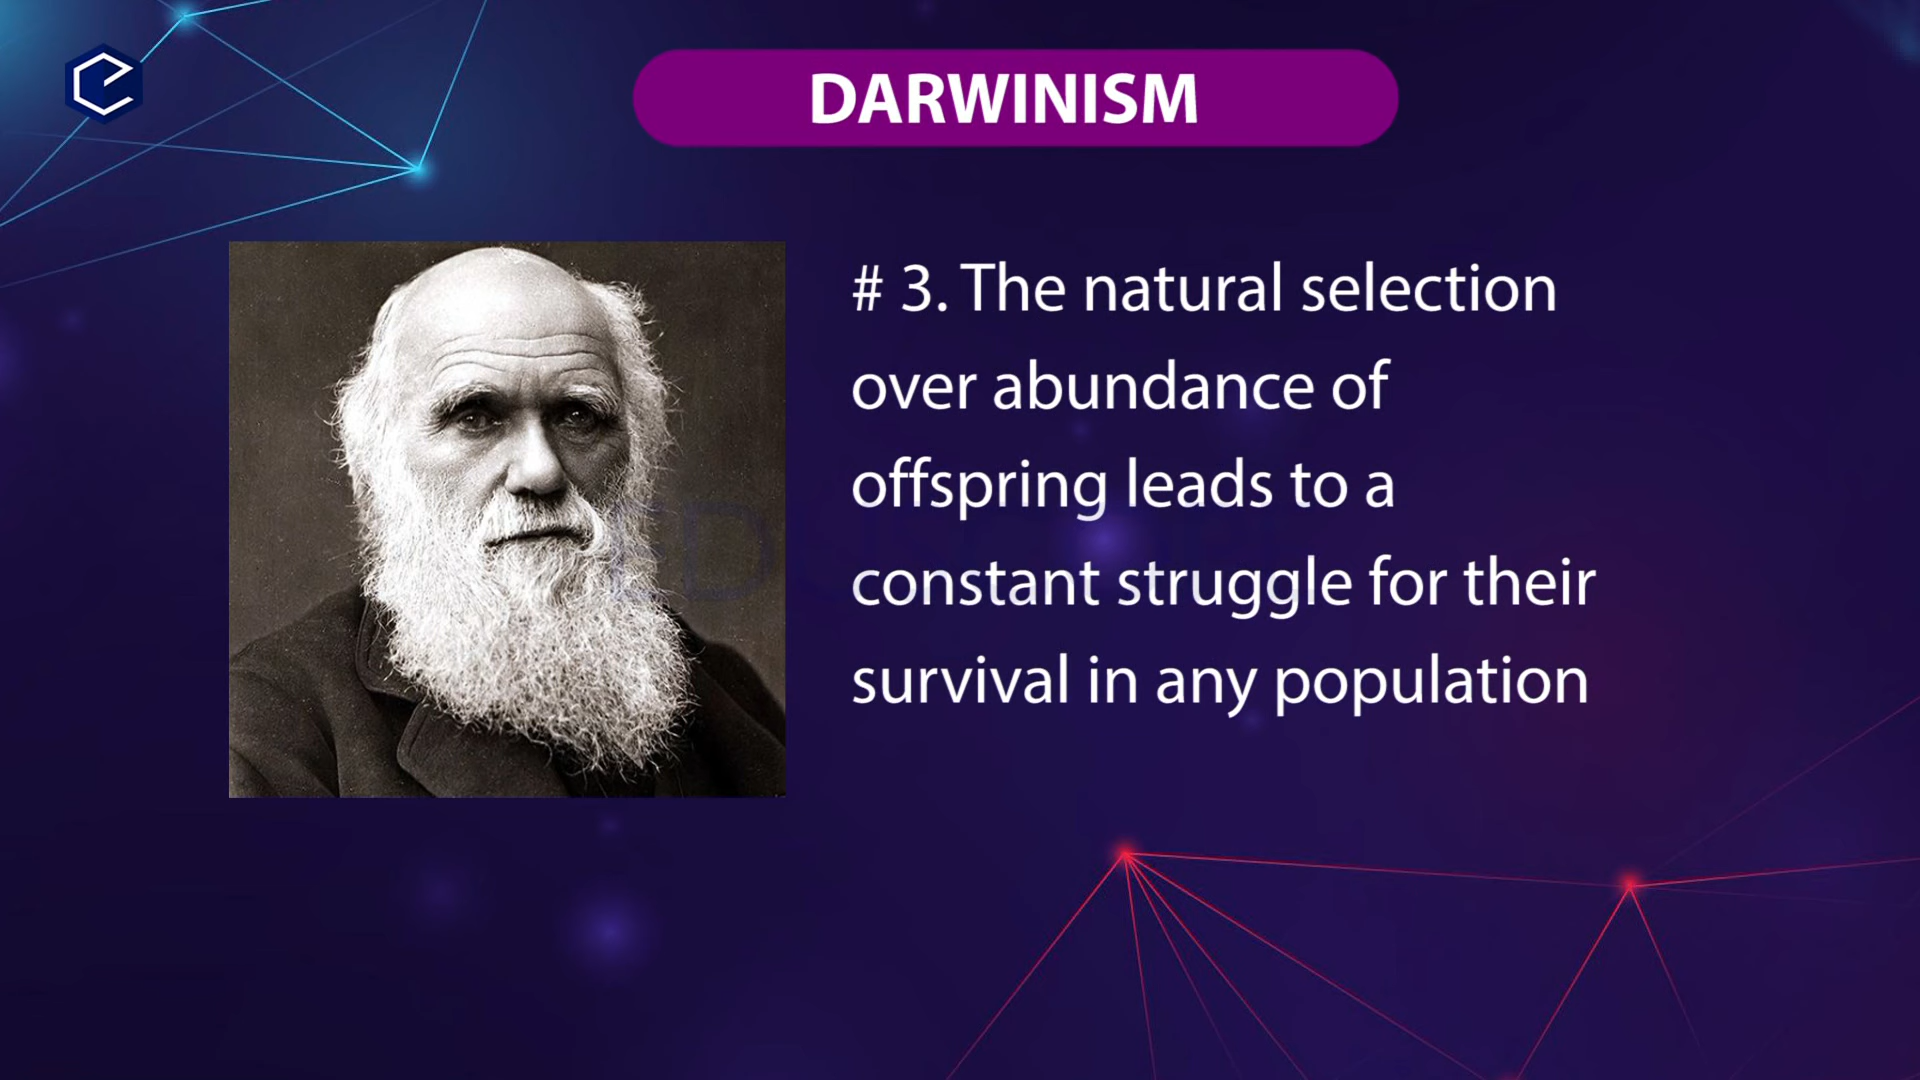 DARWINISM
# 3. The natural selection
over abundance of
offspring leads to a
constant struggle for their
survival in any population